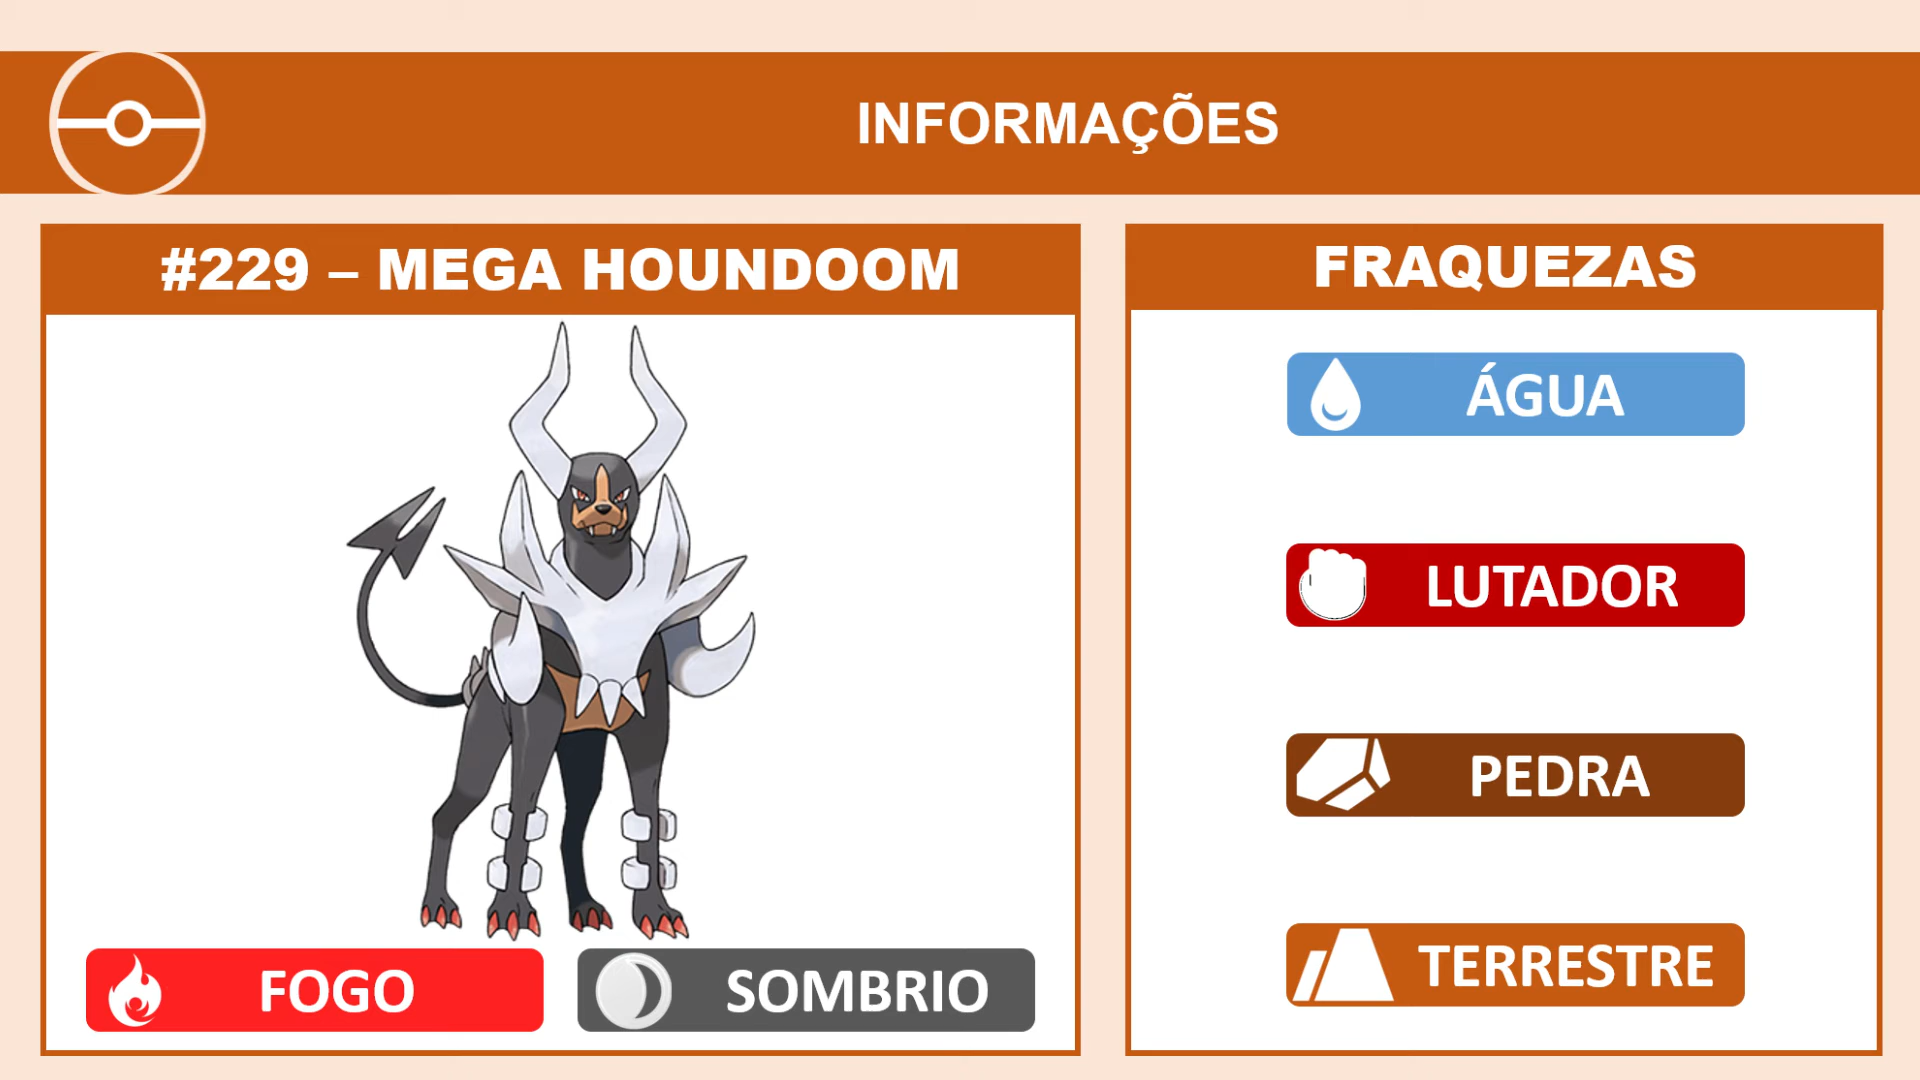 INFORMAÇÕES
#229 – MEGA HOUNDOOM
FOGO
SOMBRIO
FRAQUEZAS
ÁGUA
LUTADOR
PEDRA
TERRESTRE